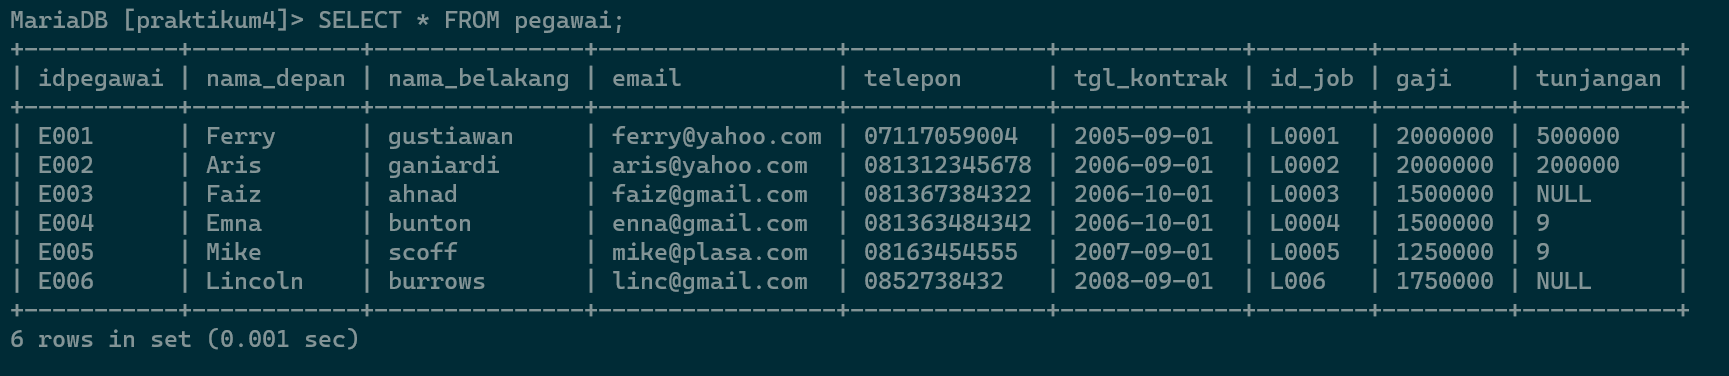 MariaDB [praktikum4]> SELECT * FROM pegawai;
+-----------+------------+---------------+-----------------+--------------+-------------+--------+---------+-----------+
| idpegawai | nama_depan | nama_belakang | email           | telepon      | tgl_kontrak | id_job | gaji    | tunjangan |
+-----------+------------+---------------+-----------------+--------------+-------------+--------+---------+-----------+
| E001      | Ferry      | gustiawan     | ferry@yahoo.com | 07117059004  | 2005-09-01  | L0001  | 2000000 | 500000    |
| E002      | Aris       | ganiardi      | aris@yahoo.com  | 081312345678 | 2006-09-01  | L0002  | 2000000 | 200000    |
| E003      | Faiz       | ahnad         | faiz@gmail.com  | 081367384322 | 2006-10-01  | L0003  | 1500000 | NULL      |
| E004      | Emna       | bunton        | enna@gmail.com  | 081363484342 | 2006-10-01  | L0004  | 1500000 | 9         |
| E005      | Mike       | scoff         | mike@plasa.com  | 08163454555  | 2007-09-01  | L0005  | 1250000 | 9         |
| E006      | Lincoln    | burrows       | linc@gmail.com  | 0852738432   | 2008-09-01  | L006   | 1750000 | NULL      |
+-----------+------------+---------------+-----------------+--------------+-------------+--------+---------+-----------+
6 rows in set (0.001 sec)